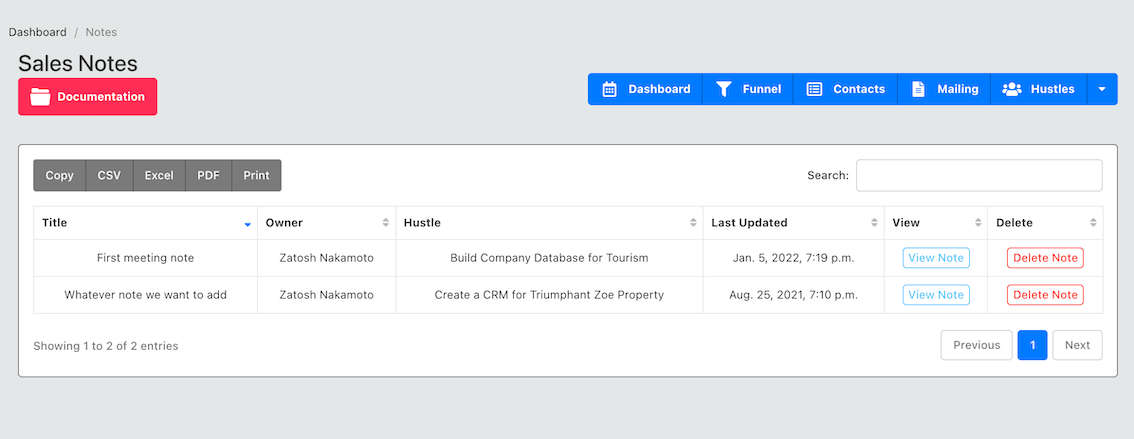 Dashboard / Notes
Sales Notes
Documentation
Dashboard Funnel Contacts Mailing Hustles
Copy CSV Excel PDF Print Search:
Title Owner Hustle Last Updated View Delete
First meeting note Zatosh Nakamoto Build Company Database for Tourism Jan. 5, 2022, 7:19 p.m. View Note Delete Note
Whatever note we want to add Zatosh Nakamoto Create a CRM for Triumphant Zoe Property Aug. 25, 2021, 7:10 p.m. View Note Delete Note
Showing 1 to 2 of 2 entries Previous 1 Next